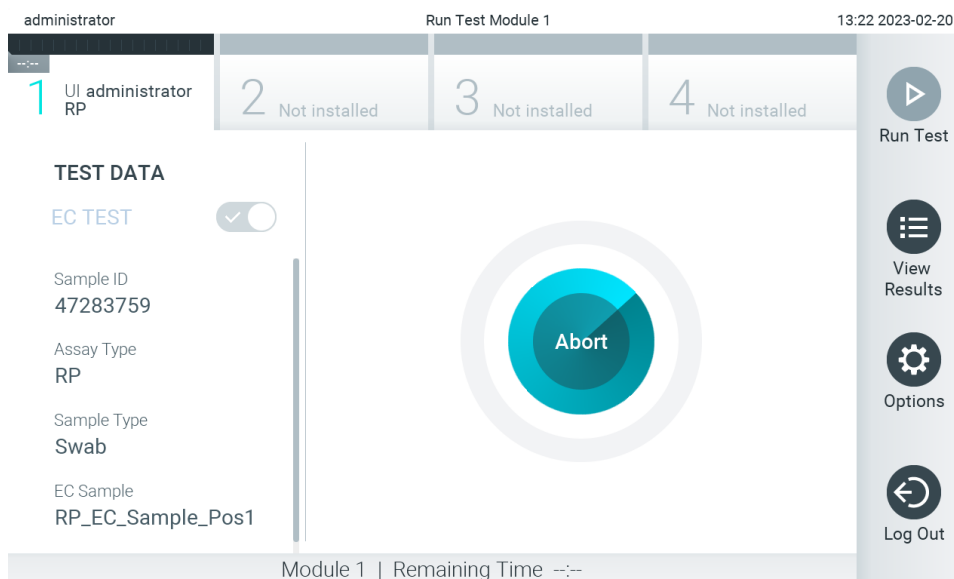 administrator
Run Test Module 1
13:22 2023-02-20
--:--
1
UI administrator
RP
2 Not installed
3 Not installed
4 Not installed
Run Test
TEST DATA
EC TEST
Sample ID
47283759
Assay Type
RP
Sample Type
Swab
EC Sample
RP_EC_Sample_Pos1
Abort
View
Results
Options
Log Out
Module 1 | Remaining Time --:--